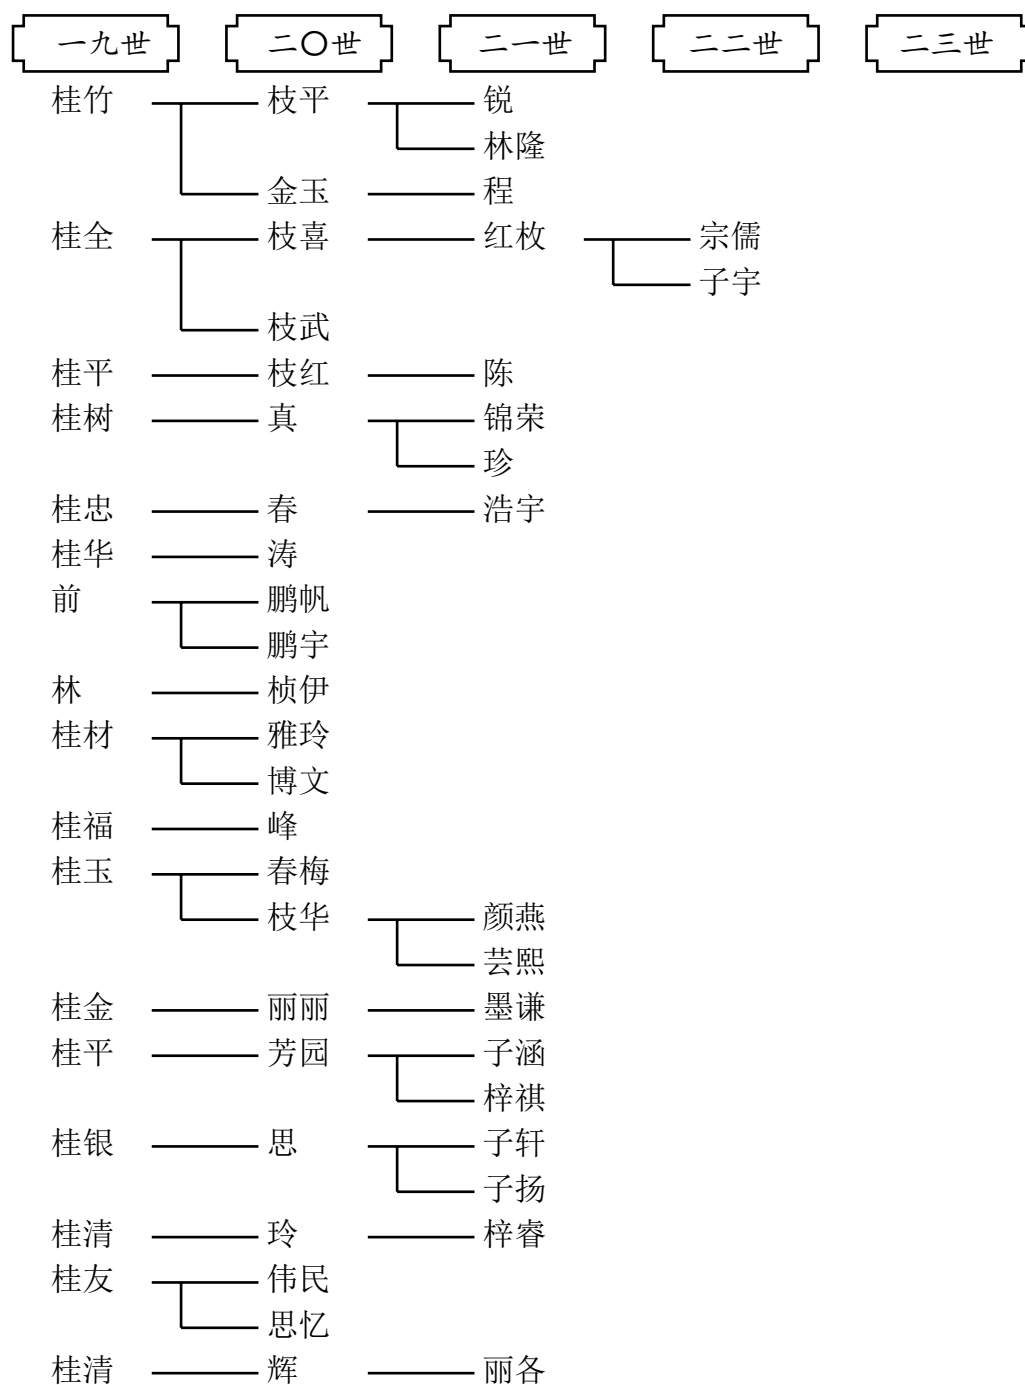 一九世 二〇世 二一世 二二世 二三世
桂竹 枝平 锐
林隆
金玉 程
桂全 枝喜 红枚 宗儒
子宇
枝武
桂平 枝红 陈
桂树 真 锦荣
珍
桂忠 春 浩宇
桂华 涛
前 鹏帆
鹏宇
林 桢伊
桂材 雅玲
博文
桂福 峰
桂玉 春梅
枝华 颜燕
芸熙
桂金 丽丽 墨谦
桂平 芳园 子涵
梓祺
桂银 思 子轩
子扬
桂清 玲 梓睿
桂友 伟民
思忆
桂清 辉 丽各